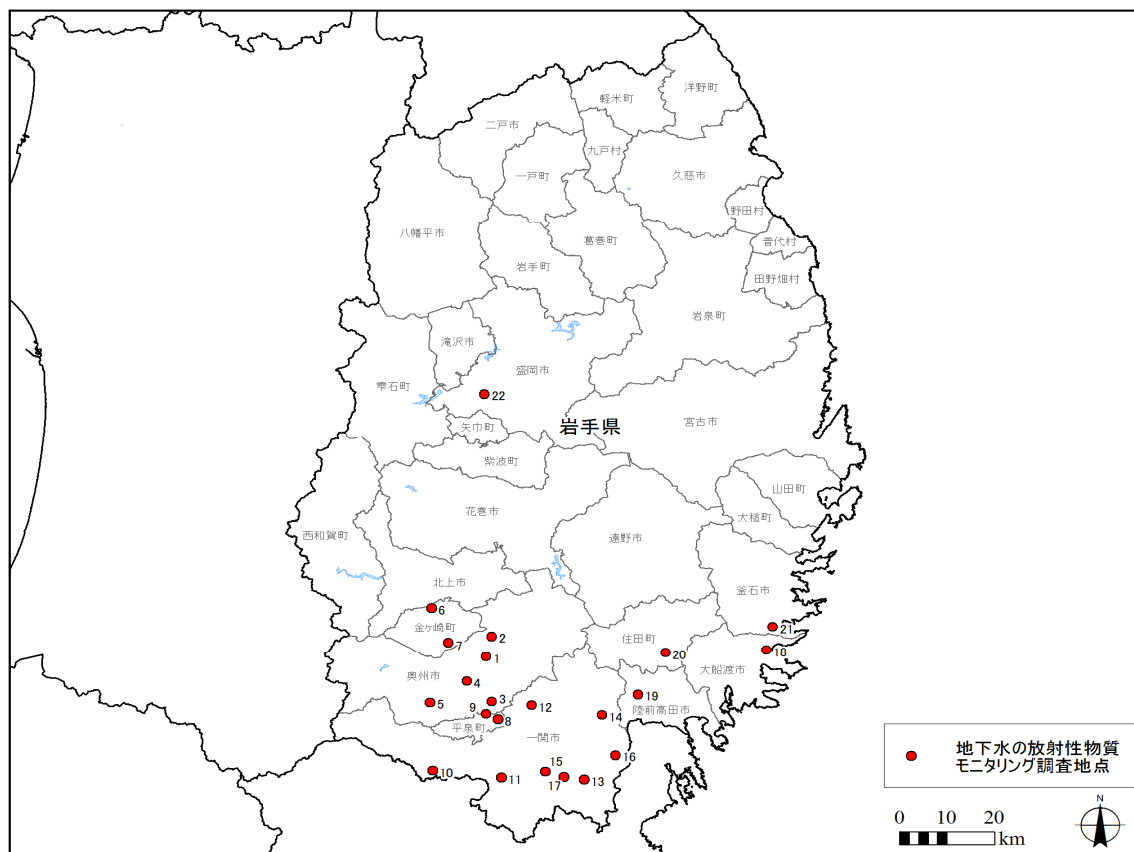 洋野町
軽米町
二戸市
九戸村
一戸町
久慈市
野田村
八幡平市
葛巻町
普代村
岩手町
田野畑村
岩泉町
滝沢市
盛岡市
雫石町
22
宮古市
矢巾町
岩手県
紫波町
山田町
花巻市
大槌町
西和賀町
遠野市
北上市
釜石市
6
金ケ崎町
21
2
住田町
7
1
20
18
大船渡市
奥州市
4
19
5
3
12
陸前高田市
9
8
14
平泉町
一関市
16
15
10
11
17
13
地下水の放射性物質
モニタリング調査地点
N
0 10 20
km